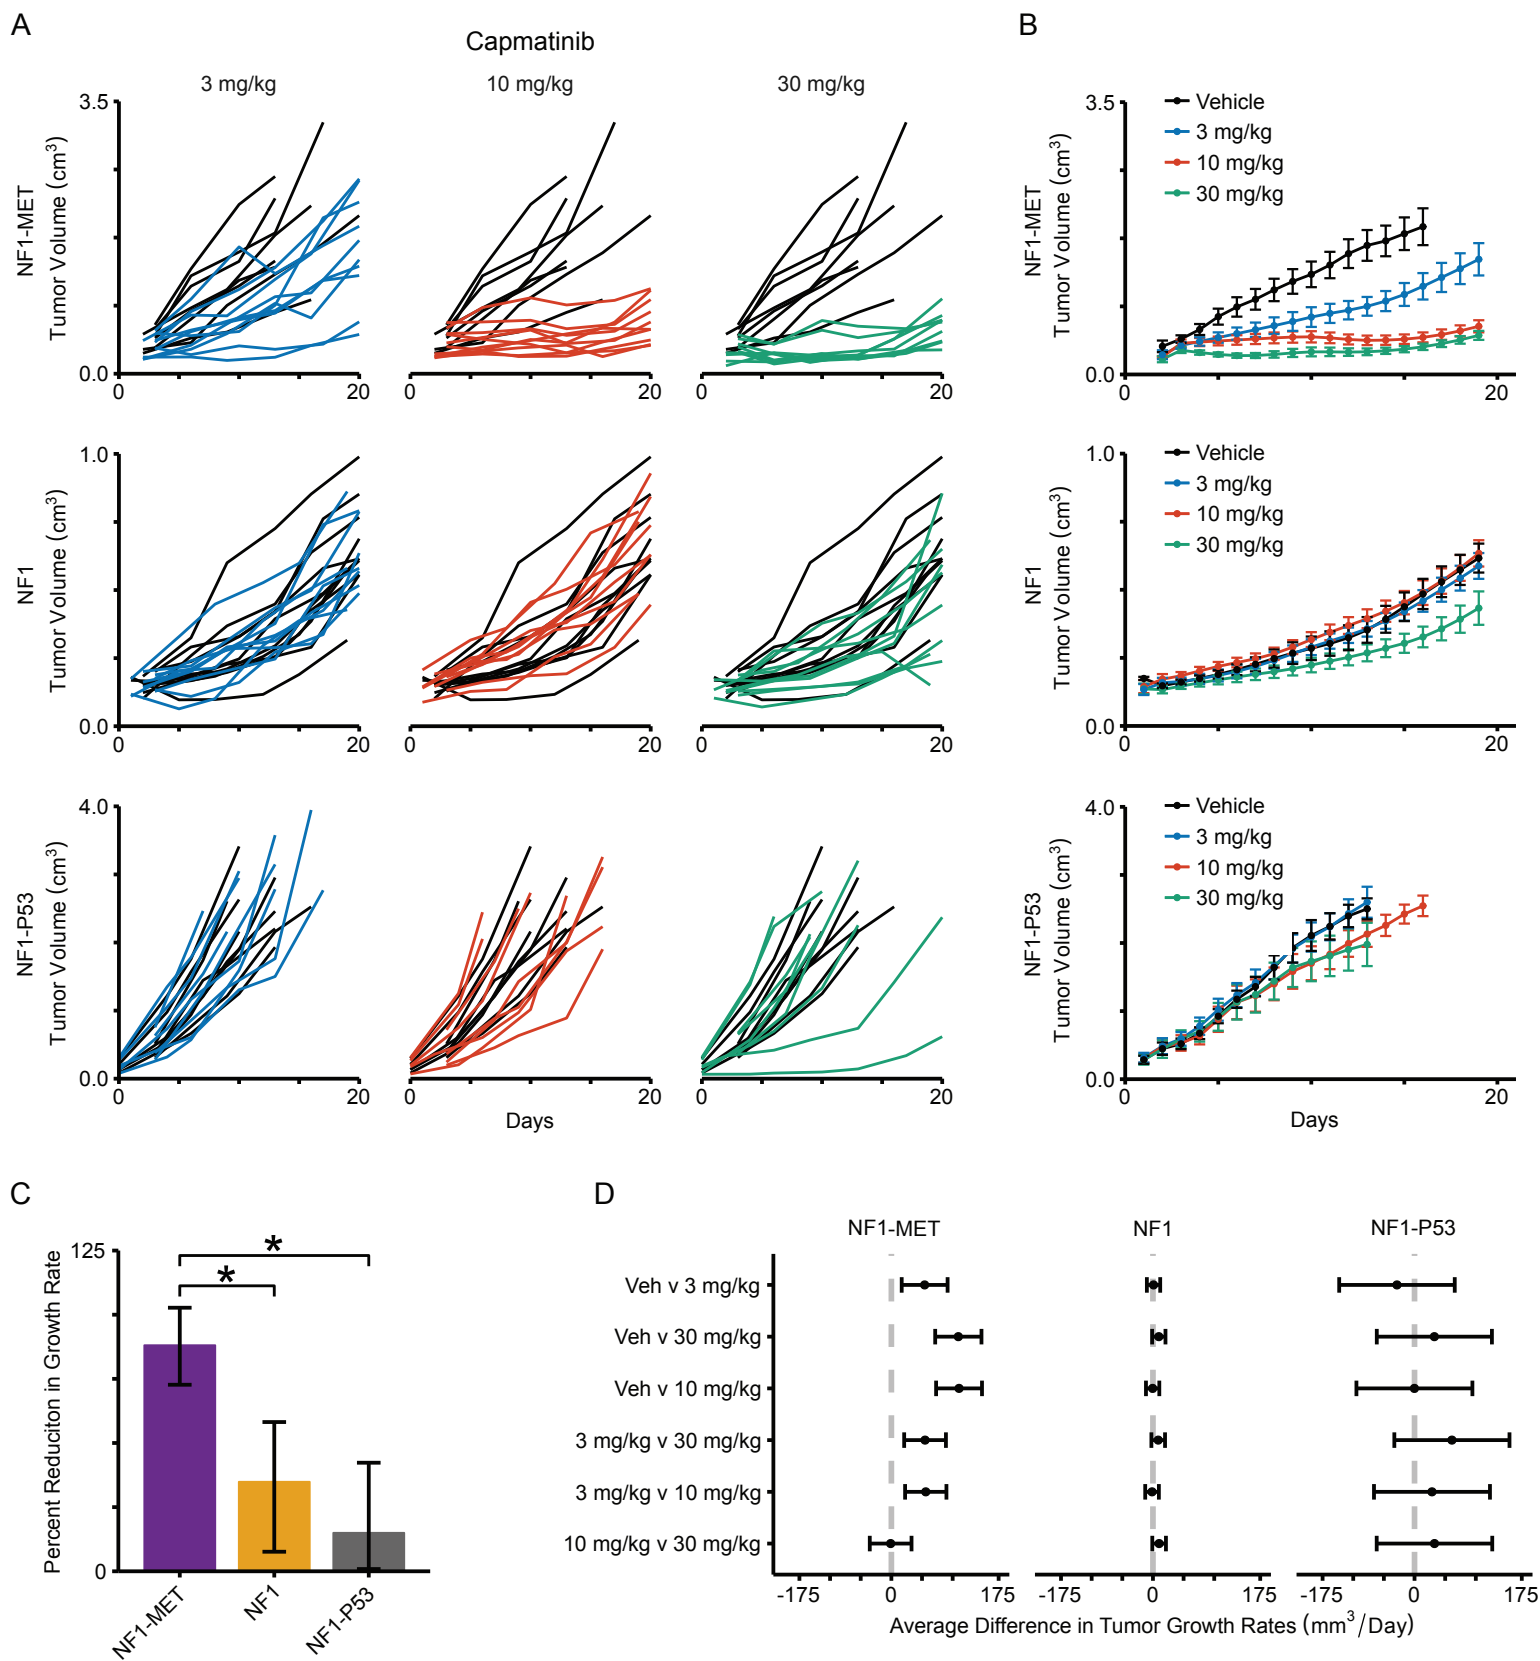 A
Capmatinib
3 mg/kg
10 mg/kg
30 mg/kg
NF1-MET
Tumor Volume (cm³)
3.5
0.0
0
20
0
20
0
20
NF1
Tumor Volume (cm³)
1.0
0.0
0
20
0
20
0
20
NF1-P53
Tumor Volume (cm³)
4.0
0.0
0
20
0
20
0
20
Days
B
NF1-MET
Tumor Volume (cm³)
3.5
0.0
0
20
Vehicle
3 mg/kg
10 mg/kg
30 mg/kg
NF1
Tumor Volume (cm³)
1.0
0.0
0
20
Vehicle
3 mg/kg
10 mg/kg
30 mg/kg
NF1-P53
Tumor Volume (cm³)
4.0
0.0
0
20
Vehicle
3 mg/kg
10 mg/kg
30 mg/kg
Days
C
Percent Reduciton in Growth Rate
125
0
*
*
NF1-MET
NF1
NF1-P53
D
NF1-MET
NF1
NF1-P53
Veh v 3 mg/kg
Veh v 30 mg/kg
Veh v 10 mg/kg
3 mg/kg v 30 mg/kg
3 mg/kg v 10 mg/kg
10 mg/kg v 30 mg/kg
-175
0
175
-175
0
175
-175
0
175
Average Difference in Tumor Growth Rates (mm³/Day)